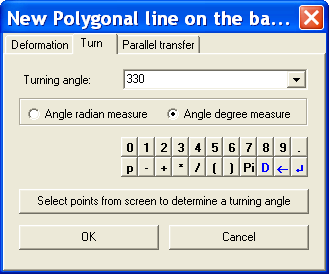 New Polygonal line on the ba...
Deformation Turn Parallel transfer
Turning angle: 330
Angle radian measure Angle degree measure
0 1 2 3 4 5 6 7 8 9 .
p - + * / ( ) Pi D ← ↵
Select points from screen to determine a turning angle
OK Cancel